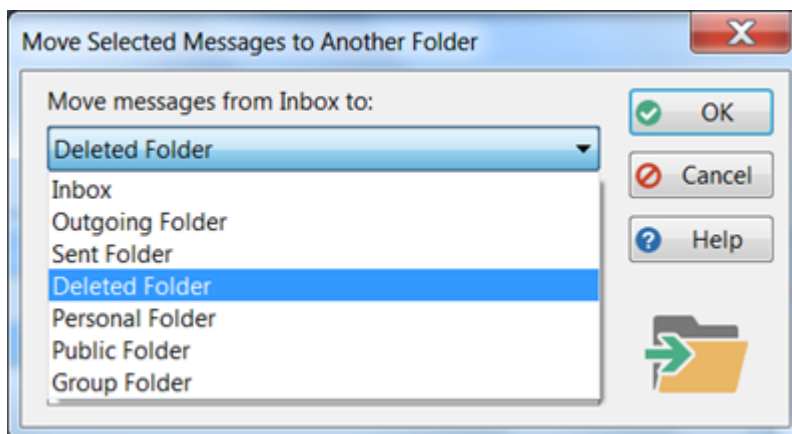 Move Selected Messages to Another Folder
Move messages from Inbox to:
Deleted Folder
Inbox
Outgoing Folder
Sent Folder
Deleted Folder
Personal Folder
Public Folder
Group Folder
OK
Cancel
Help